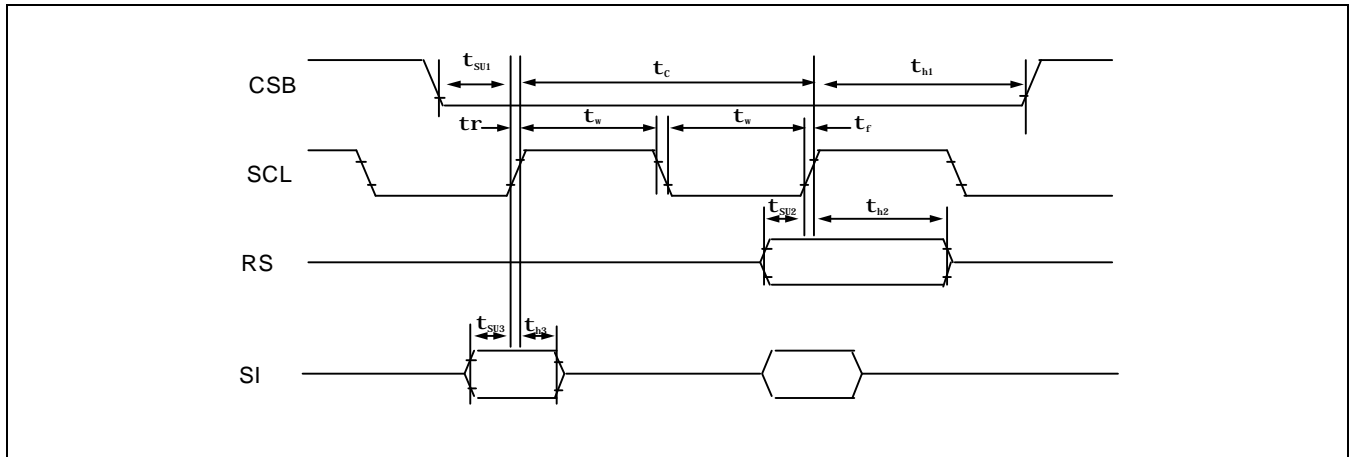 CSB
tSU1
tc
th1
tr
tw
tw
tf
SCL
tSU2
th2
RS
tSU3
th3
SI